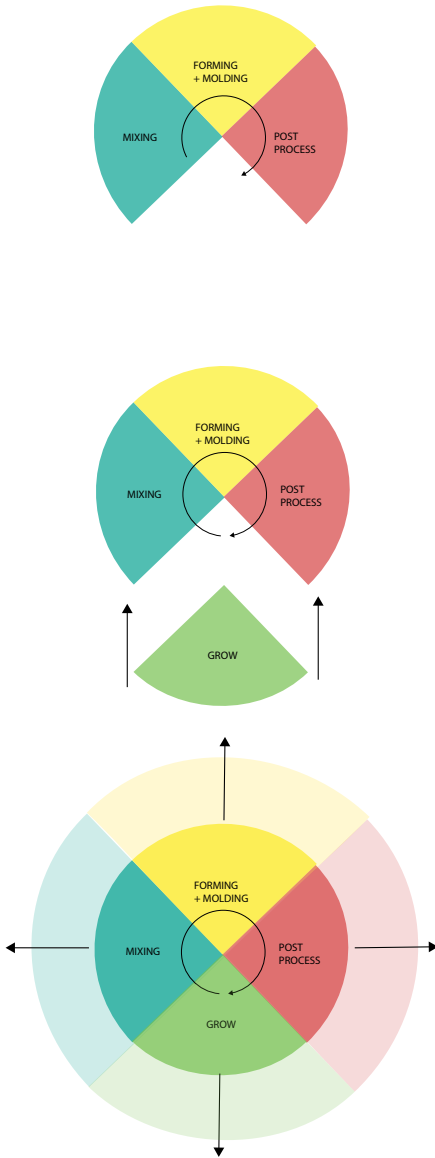 FORMING
+ MOLDING
MIXING
POST
PROCESS
FORMING
+ MOLDING
MIXING
POST
PROCESS
GROW
FORMING
+ MOLDING
MIXING
POST
PROCESS
GROW